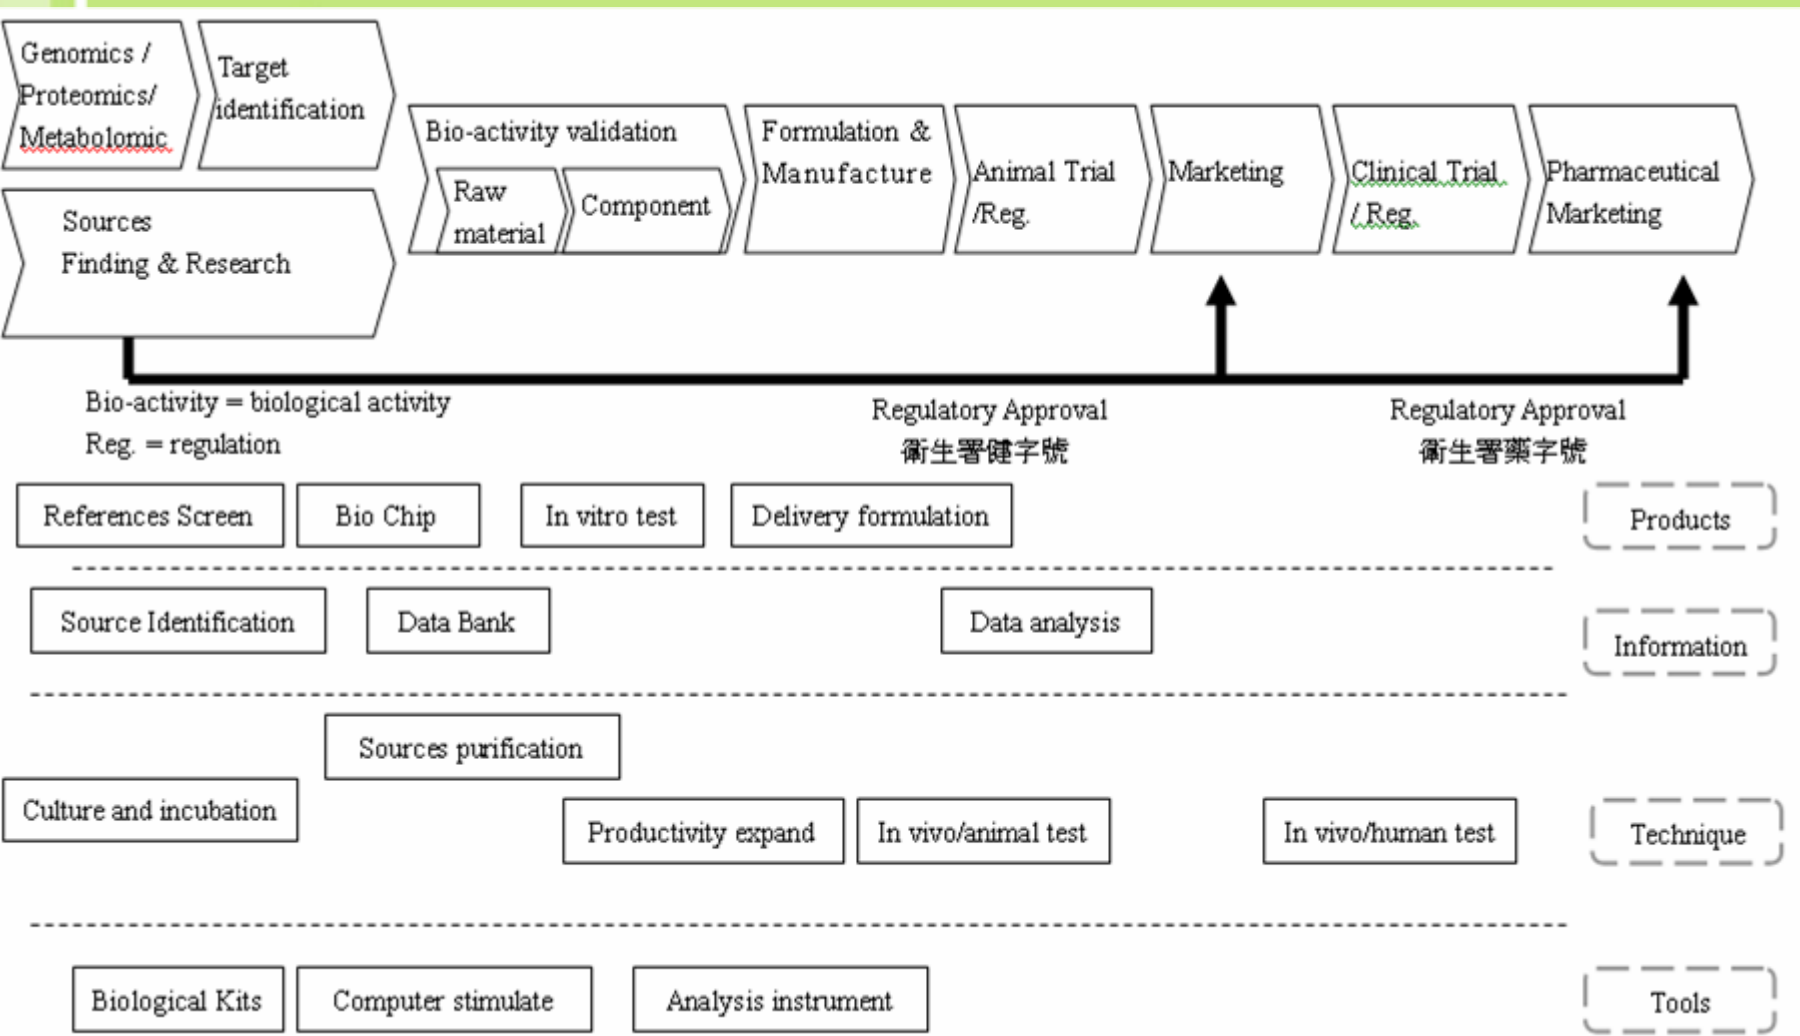 Genomics /
Proteomics/
Metabolomic
Target
identification
Sources
Finding & Research
Bio-activity validation
Raw
material
Component
Formulation &
Manufacture
Animal Trial
/Reg.
Marketing
Clinical Trial
/ Reg.
Pharmaceutical
Marketing
Bio-activity = biological activity
Reg. = regulation
Regulatory Approval
衛生署健字號
Regulatory Approval
衛生署藥字號
References Screen
Bio Chip
In vitro test
Delivery formulation
Products
Source Identification
Data Bank
Data analysis
Information
Sources purification
Culture and incubation
Productivity expand
In vivo/animal test
In vivo/human test
Technique
Biological Kits
Computer stimulate
Analysis instrument
Tools